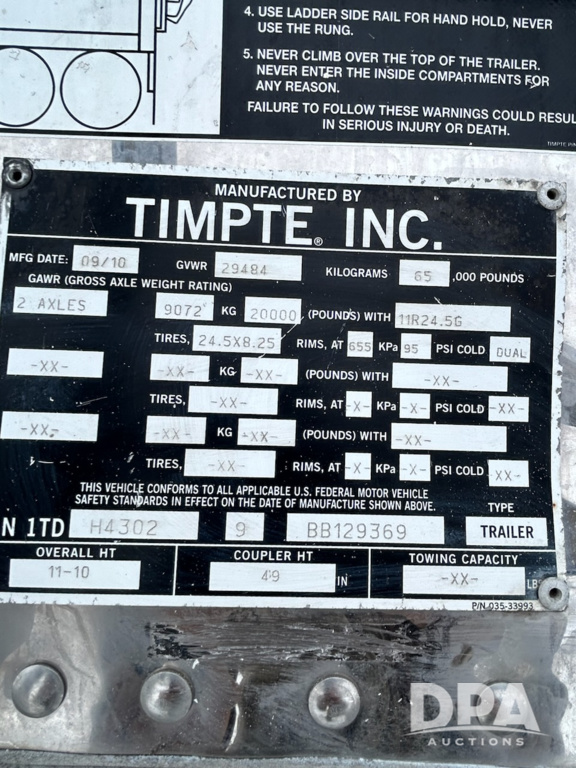 4. USE LADDER SIDE RAIL FOR HAND HOLD, NEVER
USE THE RUNG.
5. NEVER CLIMB OVER THE TOP OF THE TRAILER.
NEVER ENTER THE INSIDE COMPARTMENTS FOR
ANY REASON.
FAILURE TO FOLLOW THESE WARNINGS COULD RESUL
IN SERIOUS INJURY OR DEATH.
TIMPTE P/N
MANUFACTURED BY
TIMPTE® INC.
MFG DATE: 09/10 GVWR 29484 KILOGRAMS 65 ,000 POUNDS
GAWR (GROSS AXLE WEIGHT RATING)
2 AXLES 9072 KG 20000 (POUNDS) WITH 11R24.5G
TIRES, 24.5X8.25 RIMS, AT 655 KPa 95 PSI COLD DUAL
-XX- -XX- KG -XX- (POUNDS) WITH -XX-
TIRES, -XX- RIMS, AT -X- KPa -X- PSI COLD -XX-
-XX- -XX- KG -XX- (POUNDS) WITH -XX-
TIRES, -XX- RIMS, AT -X- KPa -X- PSI COLD XX-
THIS VEHICLE CONFORMS TO ALL APPLICABLE U.S. FEDERAL MOTOR VEHICLE
SAFETY STANDARDS IN EFFECT ON THE DATE OF MANUFACTURE SHOWN ABOVE. TYPE
N 1TD H4302 9 BB129369 TRAILER
OVERALL HT COUPLER HT TOWING CAPACITY
11-10 49 IN -XX- LB
P/N 035-33993
DPA
AUCTIONS